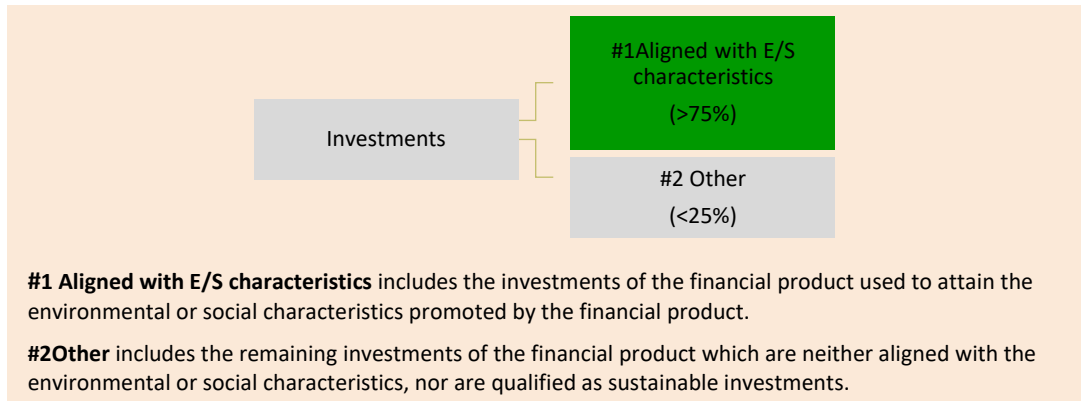 #1Aligned with E/S
characteristics
(>75%)
Investments
#2 Other
(<25%)
#1 Aligned with E/S characteristics includes the investments of the financial product used to attain the
environmental or social characteristics promoted by the financial product.
#2Other includes the remaining investments of the financial product which are neither aligned with the
environmental or social characteristics, nor are qualified as sustainable investments.